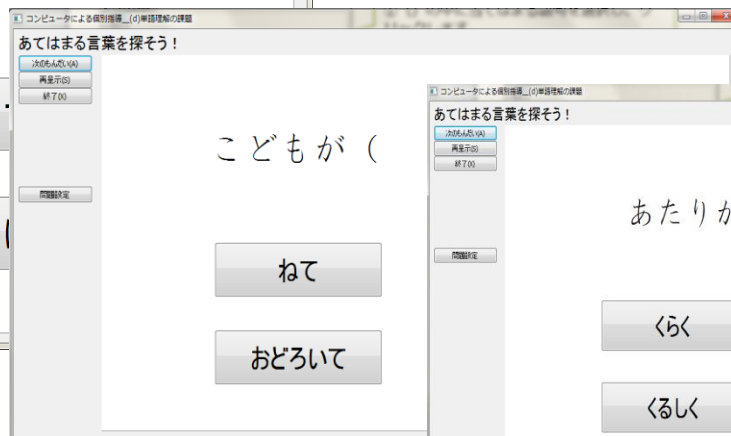 コンピュータによる個別指導__(d)単語理解の課題
あてはまる言葉を探そう！
次のもんだい(A)
再呈示(S)
終了(X)
問題設定
こどもが（
ねて
おどろいて
コンピュータによる個別指導__(d)単語理解の課題
あてはまる言葉を探そう！
次のもんだい(A)
再呈示(S)
終了(X)
問題設定
あたりが
くらく
くるしく